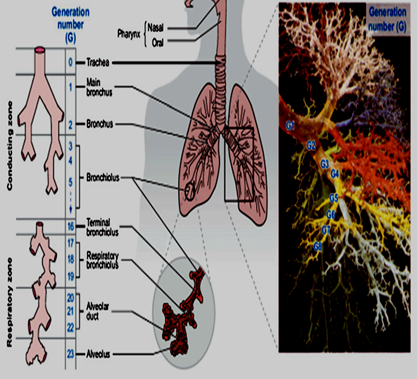 Generation
number
(G)
Conducting zone
0
1
2
3
4
5
16
17
18
19
20
21
22
23
Respiratory zone
Pharynx
Nasal
Oral
Trachea
Main
bronchus
Bronchus
Bronchiolus
Terminal
bronchiolus
Respiratory
bronchiolus
Alveolar
duct
Alveolus
Generation
number (G)
G1
G2
G3
G4
G5
G6
G7
G8